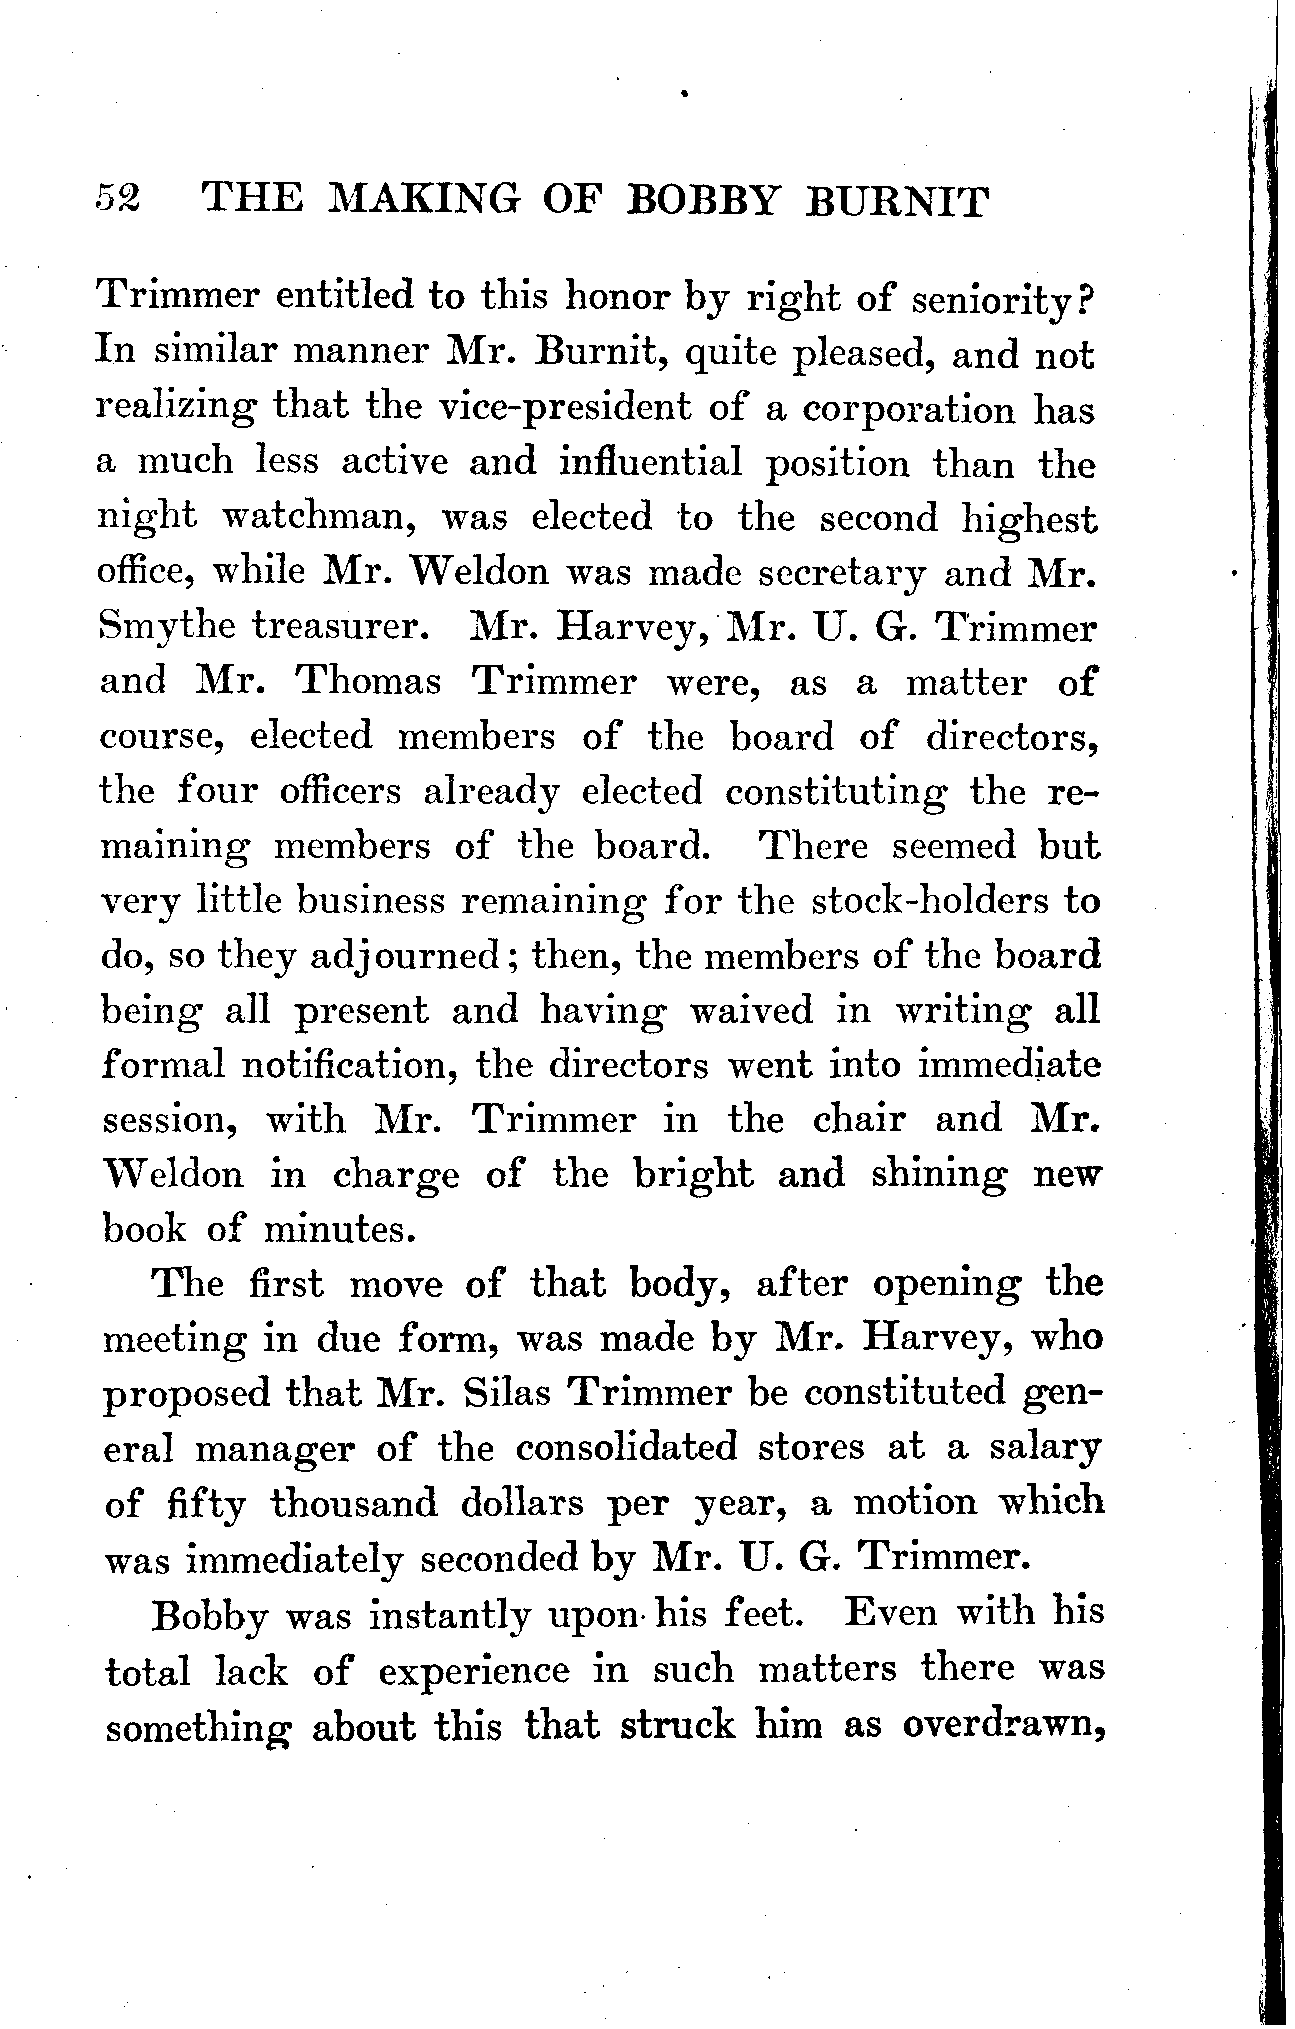 52 THE MAKING OF BOBBY BURNIT
Trimmer entitled to this honor by right of seniority?
In similar manner Mr. Burnit, quite pleased, and not
realizing that the vice-president of a corporation has
a much less active and influential position than the
night watchman, was elected to the second highest
office, while Mr. Weldon was made secretary and Mr.
Smythe treasurer. Mr. Harvey, Mr. U. G. Trimmer
and Mr. Thomas Trimmer were, as a matter of
course, elected members of the board of directors,
the four officers already elected constituting the re-
maining members of the board. There seemed but
very little business remaining for the stock-holders to
do, so they adjourned; then, the members of the board
being all present and having waived in writing all
formal notification, the directors went into immediate
session, with Mr. Trimmer in the chair and Mr.
Weldon in charge of the bright and shining new
book of minutes.
The first move of that body, after opening the
meeting in due form, was made by Mr. Harvey, who
proposed that Mr. Silas Trimmer be constituted gen-
eral manager of the consolidated stores at a salary
of fifty thousand dollars per year, a motion which
was immediately seconded by Mr. U. G. Trimmer.
Bobby was instantly upon his feet. Even with his
total lack of experience in such matters there was
something about this that struck him as overdrawn,